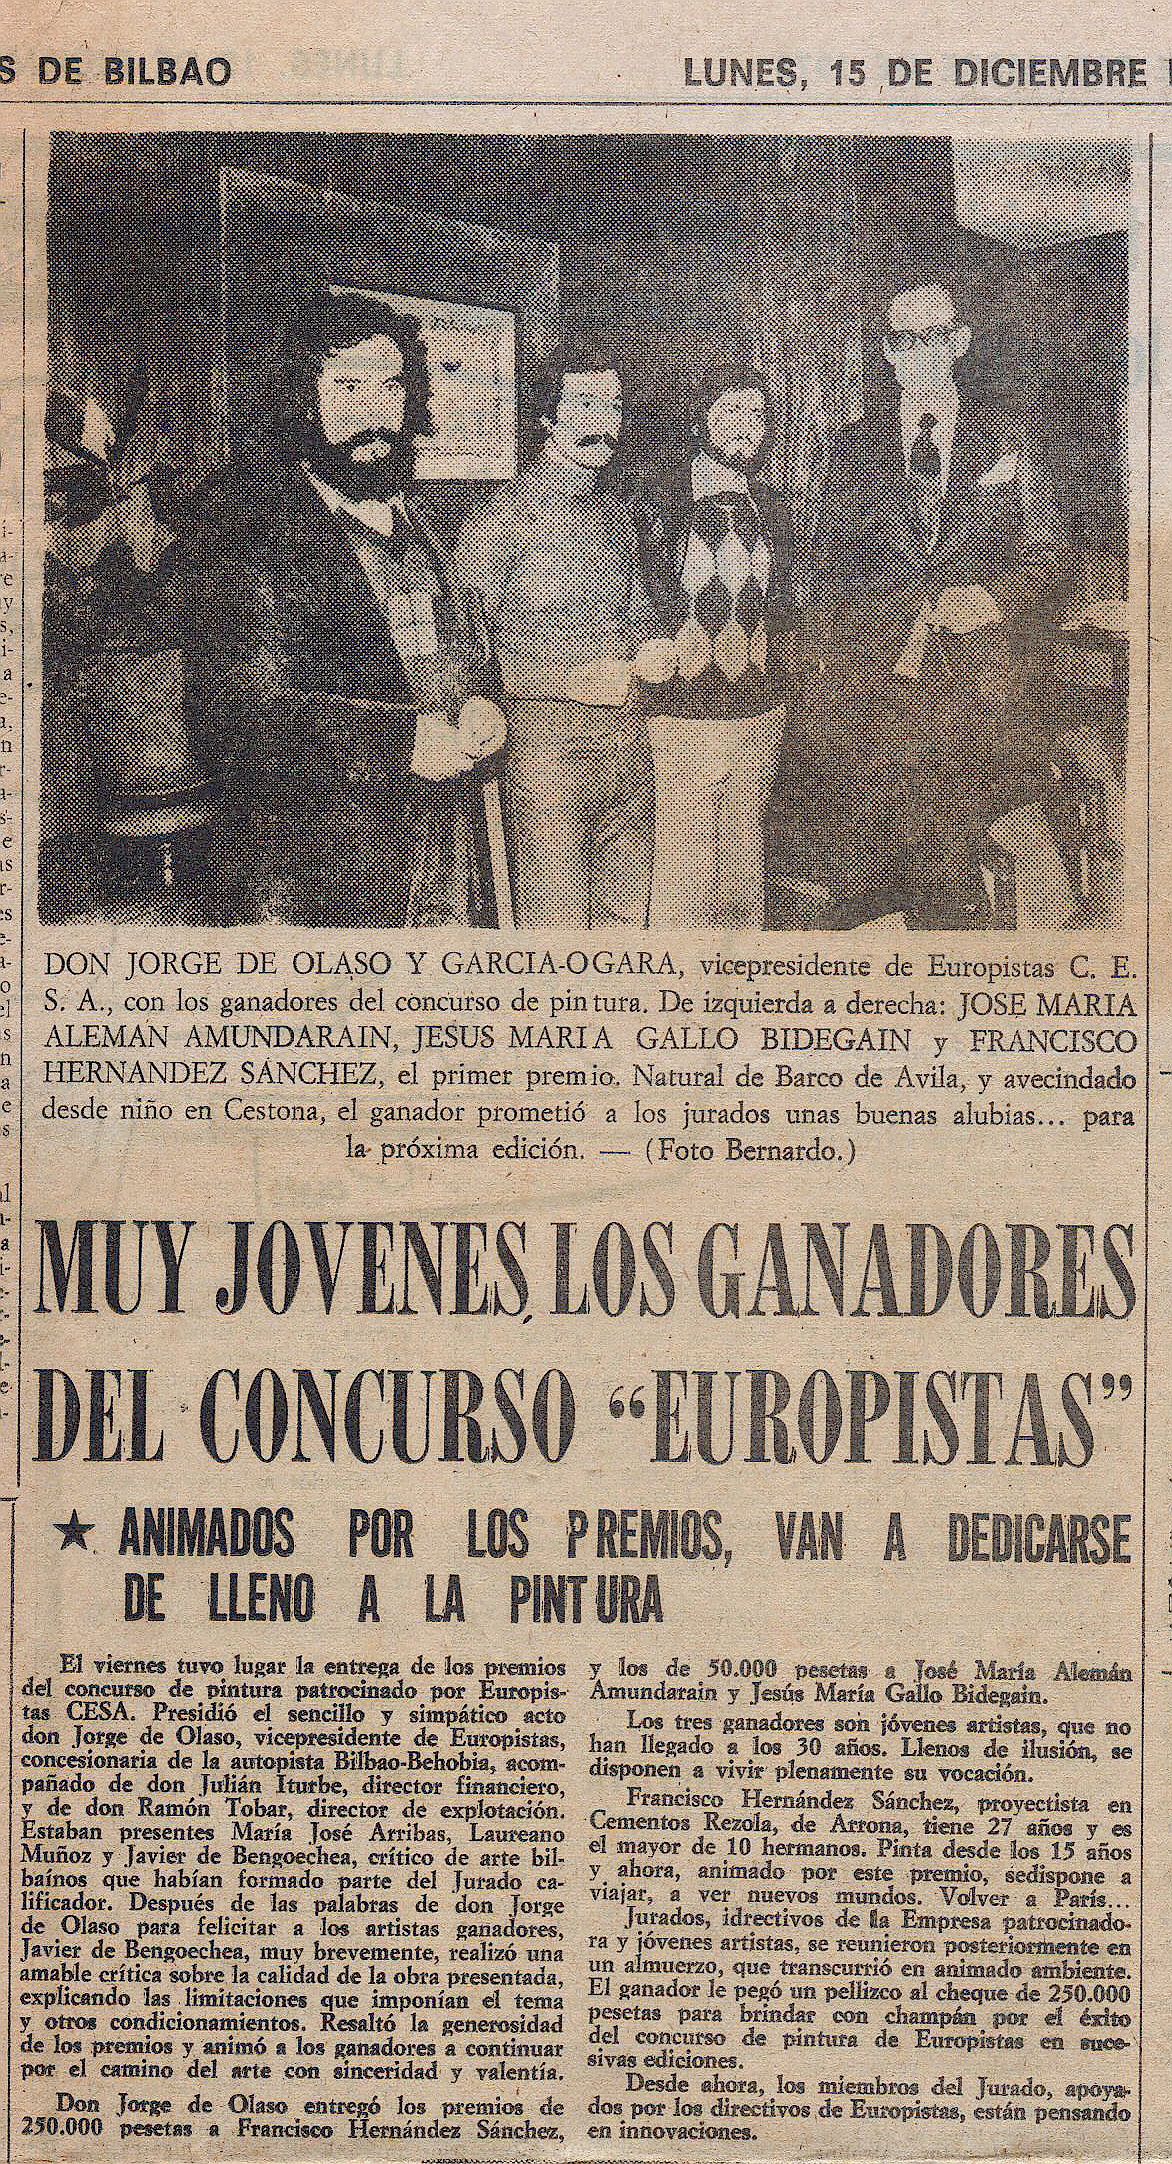 S DE BILBAO
LUNES, 15 DE DICIEMBRE
DON JORGE DE OLASO Y GARCIA-OGARA, vicepresidente de Europistas C. E.
S. A., con los ganadores del concurso de pintura. De izquierda a derecha: JOSE MARIA
ALEMAN AMUNDARAIN, JESUS MARIA GALLO BIDEGAIN y FRANCISCO
HERNANDEZ SANCHEZ, el primer premio. Natural de Barco de Avila, y avecindado
desde niño en Cestona, el ganador prometió a los jurados unas buenas alubias... para
la próxima edición. — (Foto Bernardo.)
MUY JOVENES LOS GANADORES
DEL CONCURSO “EUROPISTAS”
★ ANIMADOS POR LOS PREMIOS, VAN A DEDICARSE
DE LLENO A LA PINTURA
El viernes tuvo lugar la entrega de los premios
del concurso de pintura patrocinado por Europis-
tas CESA. Presidió el sencillo y simpático acto
don Jorge de Olaso, vicepresidente de Europistas,
concesionaria de la autopista Bilbao-Behobia, acom-
pañado de don Julián Iturbe, director financiero,
y de don Ramón Tobar, director de explotación.
Estaban presentes María José Arribas, Laureano
Muñoz y Javier de Bengoechea, crítico de arte bil-
baínos que habían formado parte del Jurado ca-
lificador. Después de las palabras de don Jorge
de Olaso para felicitar a los artistas ganadores,
Javier de Bengoechea, muy brevemente, realizó una
amable crítica sobre la calidad de la obra presentada,
explicando las limitaciones que imponían el tema
y otros condicionamientos. Resaltó la generosidad
de los premios y animó a los ganadores a continuar
por el camino del arte con sinceridad y valentía.
Don Jorge de Olaso entregó los premios de
250.000 pesetas a Francisco Hernández Sánchez,
y los de 50.000 pesetas a José María Alemán
Amundarain y Jesús María Gallo Bidegain.
Los tres ganadores son jóvenes artistas, que no
han llegado a los 30 años. Llenos de ilusión, se
disponen a vivir plenamente su vocación.
Francisco Hernández Sánchez, proyectista en
Cementos Rezola, de Arrona, tiene 27 años y es
el mayor de 10 hermanos. Pinta desde los 15 años
y ahora, animado por este premio, sedispone a
viajar, a ver nuevos mundos. Volver a París...
Jurados, idrectivos de la Empresa patrocinado-
ra y jóvenes artistas, se reunieron posteriormente en
un almuerzo, que transcurrió en animado ambiente.
El ganador le pegó un pellizco al cheque de 250.000
pesetas para brindar con champán por el éxito
del concurso de pintura de Europistas en suce-
sivas ediciones.
Desde ahora, los miembros del Jurado, apoya-
dos por los directivos de Europistas, están pensando
en innovaciones.